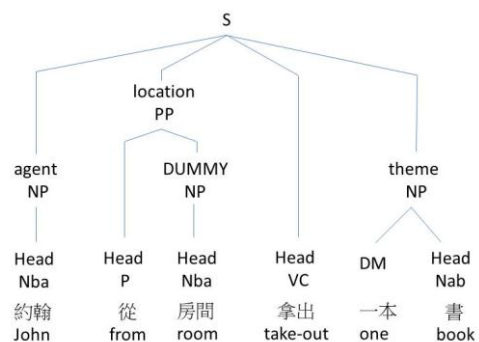 S
location
PP
agent DUMMY theme
NP NP NP
Head Head Head Head DM Head
Nba P Nba VC Nab
約翰 從 房間 拿出 一本 書
John from room take-out one book